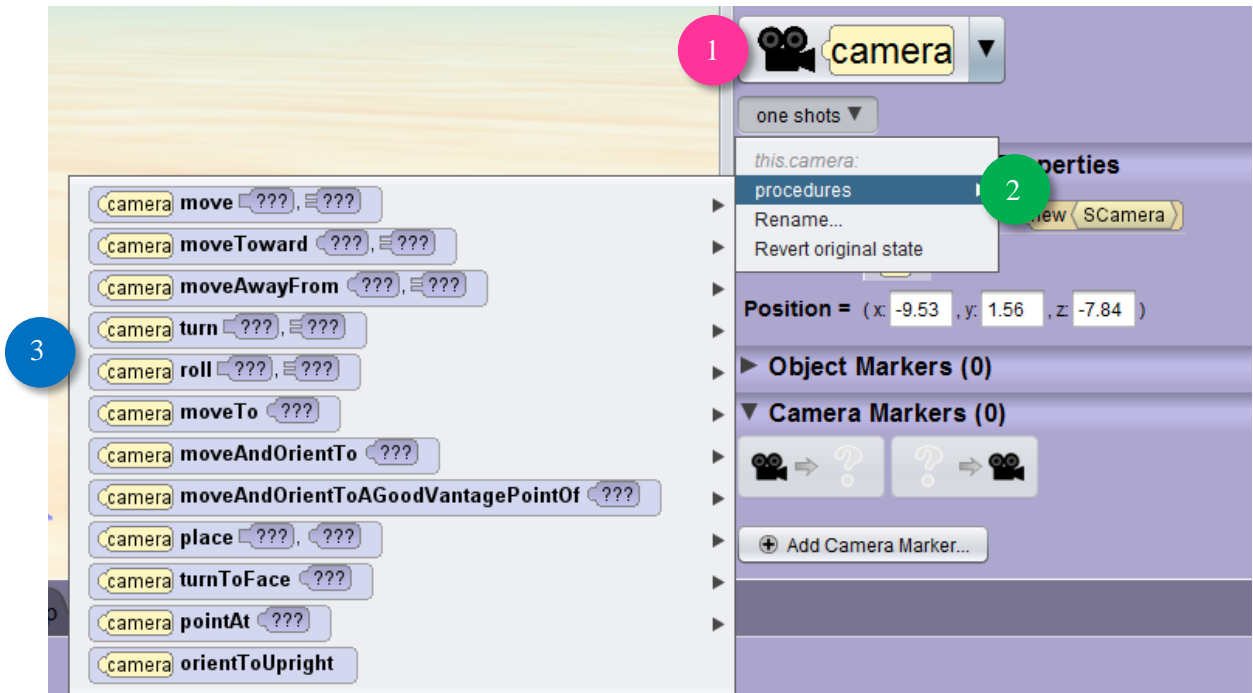 1
camera
one shots
this.camera:
procedures
2
Rename...
Revert original state
new SCamera
Position = ( x: -9.53 , y: 1.56 , z: -7.84 )
Object Markers (0)
Camera Markers (0)
? ?
Add Camera Marker...
3
camera move ???, ???
camera moveToward ???, ???
camera moveAwayFrom ???, ???
camera turn ???, ???
camera roll ???, ???
camera moveTo ???
camera moveAndOrientTo ???
camera moveAndOrientToAGoodVantagePointOf ???
camera place ???, ???
camera turnToFace ???
camera pointAt ???
camera orientToUpright